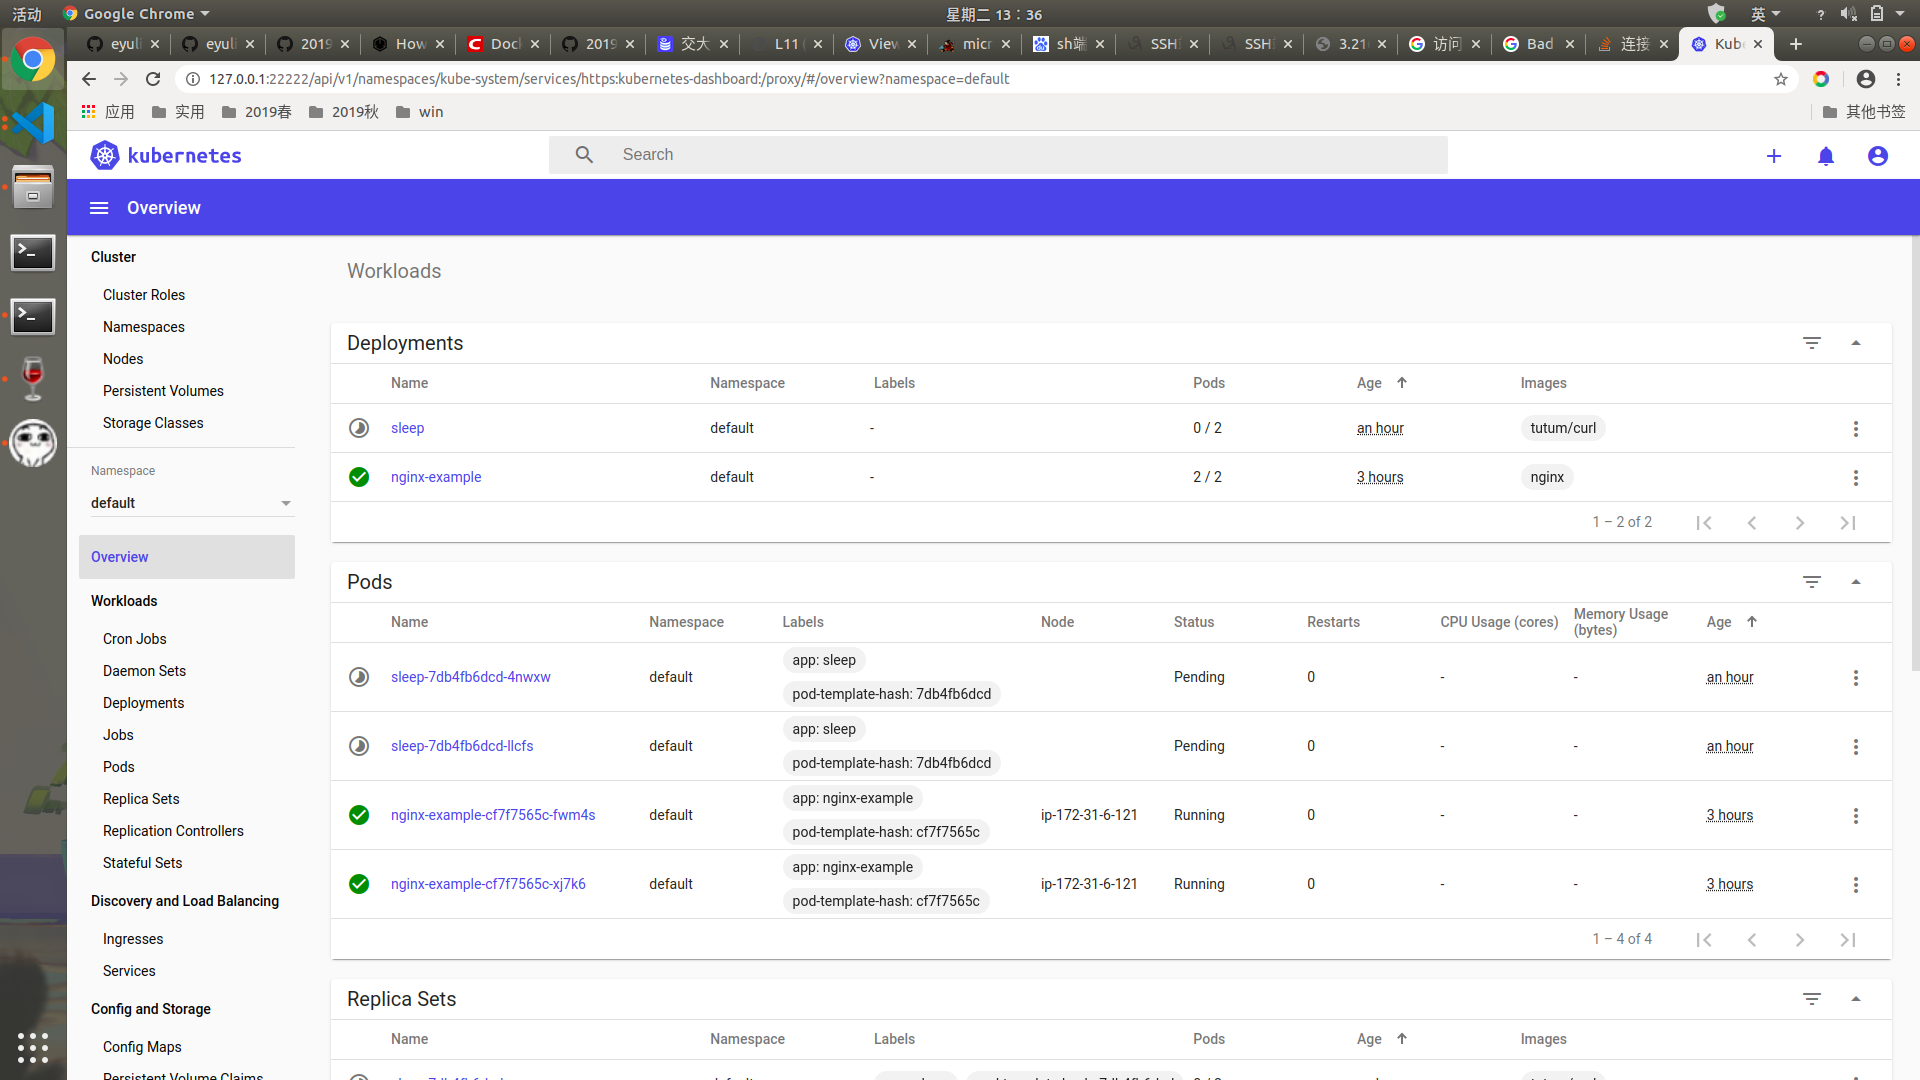 活动
Google Chrome
星期二 13：36
英
eyuli
eyuli
2019
How
Doc
2019
交大
L11
View
micr
sh端
SSH
SSH
3.21
访问
Bad
连接
Kube
127.0.0.1:22222/api/v1/namespaces/kube-system/services/https:kubernetes-dashboard:/proxy/#/overview?namespace=default
应用
实用
2019春
2019秋
win
其他书签
kubernetes
Search
Overview
Cluster
Cluster Roles
Namespaces
Nodes
Persistent Volumes
Storage Classes
Namespace
default
Overview
Workloads
Cron Jobs
Daemon Sets
Deployments
Jobs
Pods
Replica Sets
Replication Controllers
Stateful Sets
Discovery and Load Balancing
Ingresses
Services
Config and Storage
Config Maps
Persistent Volume Claims
Workloads
Deployments
Name Namespace Labels Pods Age Images
sleep default - 0 / 2 an hour tutum/curl
nginx-example default - 2 / 2 3 hours nginx
1 – 2 of 2
Pods
Name Namespace Labels Node Status Restarts CPU Usage (cores) Memory Usage (bytes) Age
sleep-7db4fb6dcd-4nwxw default app: sleep Pending 0 - - an hour
pod-template-hash: 7db4fb6dcd
sleep-7db4fb6dcd-llcfs default app: sleep Pending 0 - - an hour
pod-template-hash: 7db4fb6dcd
nginx-example-cf7f7565c-fwm4s default app: nginx-example ip-172-31-6-121 Running 0 - - 3 hours
pod-template-hash: cf7f7565c
nginx-example-cf7f7565c-xj7k6 default app: nginx-example ip-172-31-6-121 Running 0 - - 3 hours
pod-template-hash: cf7f7565c
1 – 4 of 4
Replica Sets
Name Namespace Labels Pods Age Images